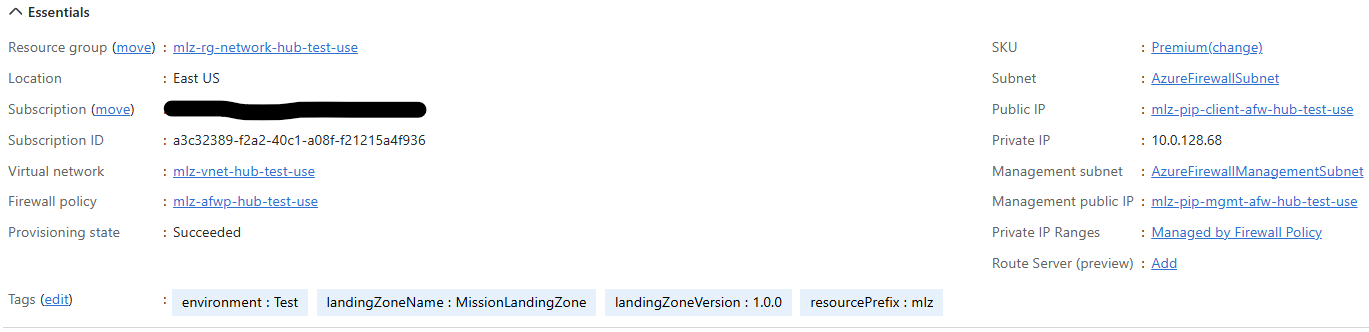 Essentials
Resource group (move) : mlz-rg-network-hub-test-use
Location : East US
Subscription (move) :
Subscription ID : a3c32389-f2a2-40c1-a08f-f21215a4f936
Virtual network : mlz-vnet-hub-test-use
Firewall policy : mlz-afwp-hub-test-use
Provisioning state : Succeeded
SKU : Premium(change)
Subnet : AzureFirewallSubnet
Public IP : mlz-pip-client-afw-hub-test-use
Private IP : 10.0.128.68
Management subnet : AzureFirewallManagementSubnet
Management public IP : mlz-pip-mgmt-afw-hub-test-use
Private IP Ranges : Managed by Firewall Policy
Route Server (preview) : Add
Tags (edit) : environment : Test landingZoneName : MissionLandingZone landingZoneVersion : 1.0.0 resourcePrefix : mlz